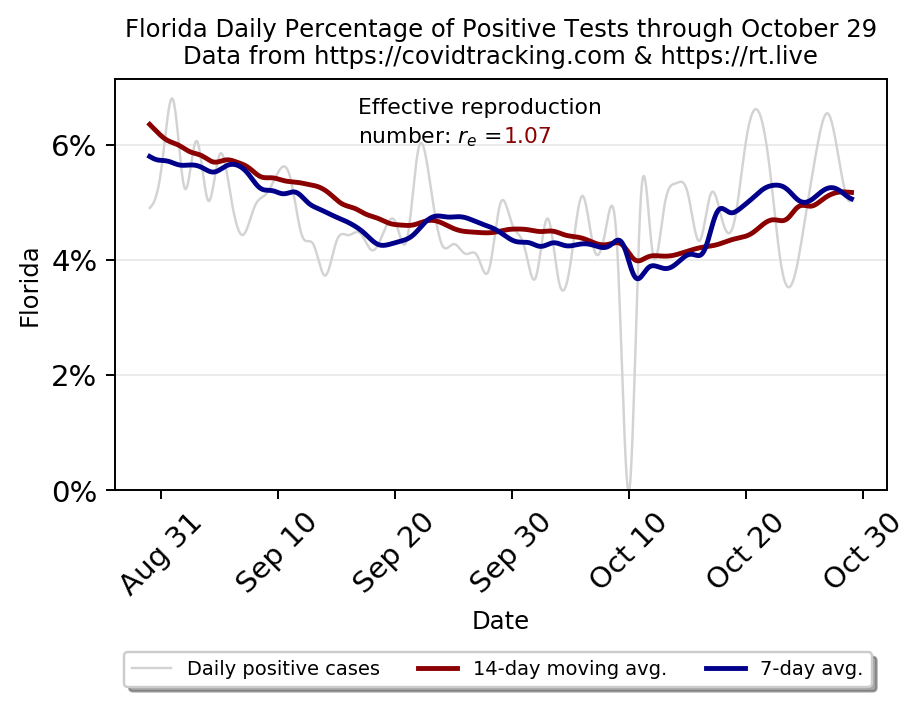 Florida Daily Percentage of Positive Tests through October 29
Data from https://covidtracking.com & https://rt.live
Effective reproduction
number: rₑ =1.07
6%
4%
2%
0%
Florida
Aug 31
Sep 10
Sep 20
Sep 30
Oct 10
Oct 20
Oct 30
Date
Daily positive cases
14-day moving avg.
7-day avg.